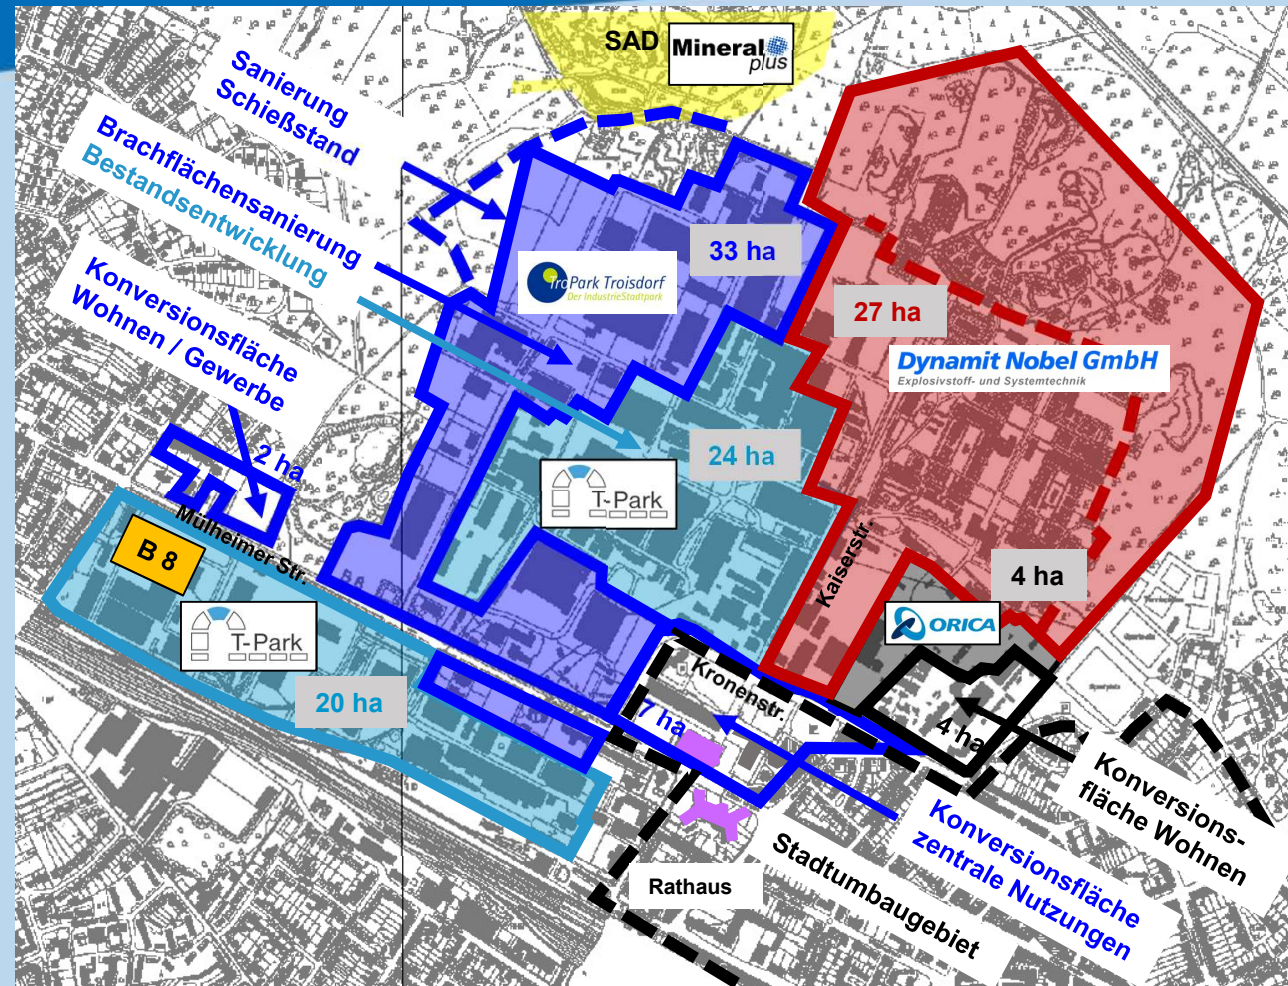 SAD
Mineral
plus
Sanierung
Schießstand
Brachflächensanierung
Bestandsentwicklung
Konversionsfläche
Wohnen / Gewerbe
33 ha
TroPark Troisdorf
Der IndustrieStadtpark
27 ha
Dynamit Nobel GmbH
Explosivstoff- und Systemtechnik
2 ha
24 ha
T-Park
Mülheimer Str.
B 8
Kaiserstr.
4 ha
ORICA
T-Park
20 ha
Kronenstr.
7 ha
4 ha
Konversions-
fläche Wohnen
Konversionsfläche
zentrale Nutzungen
Stadtumbaugebiet
Rathaus